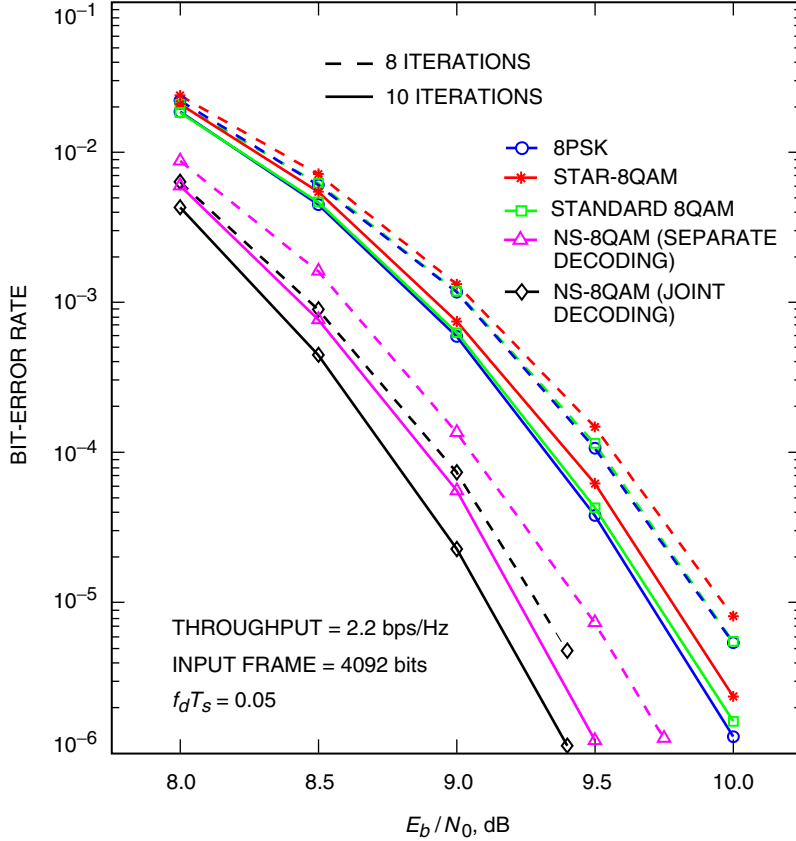 10⁻¹
8 ITERATIONS
10 ITERATIONS
10⁻²
8PSK
STAR-8QAM
STANDARD 8QAM
NS-8QAM (SEPARATE
DECODING)
NS-8QAM (JOINT
DECODING)
10⁻³
BIT-ERROR RATE
10⁻⁴
10⁻⁵
THROUGHPUT = 2.2 bps/Hz
INPUT FRAME = 4092 bits
f_dT_s = 0.05
10⁻⁶
8.0 8.5 9.0 9.5 10.0
E_b / N_0, dB